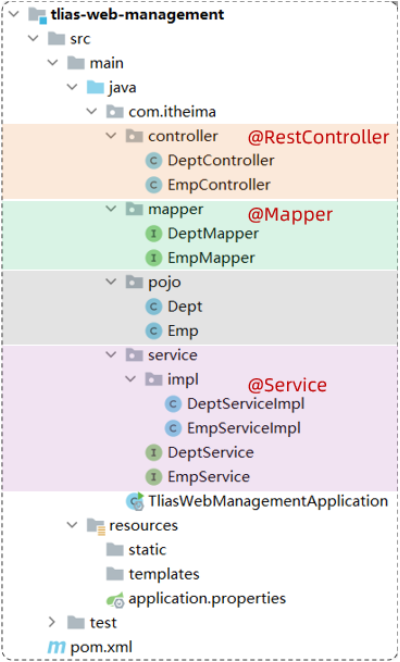 tlias-web-management
src
main
java
com.itheima
controller @RestController
DeptController
EmpController
mapper @Mapper
DeptMapper
EmpMapper
pojo
Dept
Emp
service
impl @Service
DeptServiceImpl
EmpServiceImpl
DeptService
EmpService
TliasWebManagementApplication
resources
static
templates
application.properties
test
pom.xml